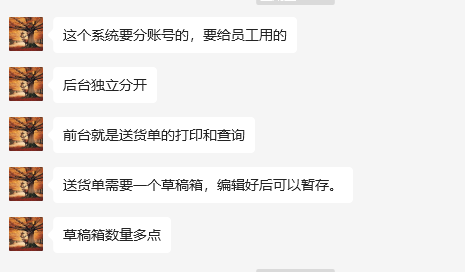 这个系统要分账号的，要给员工用的
后台独立分开
前台就是送货单的打印和查询
送货单需要一个草稿箱，编辑好后可以暂存。
草稿箱数量多点